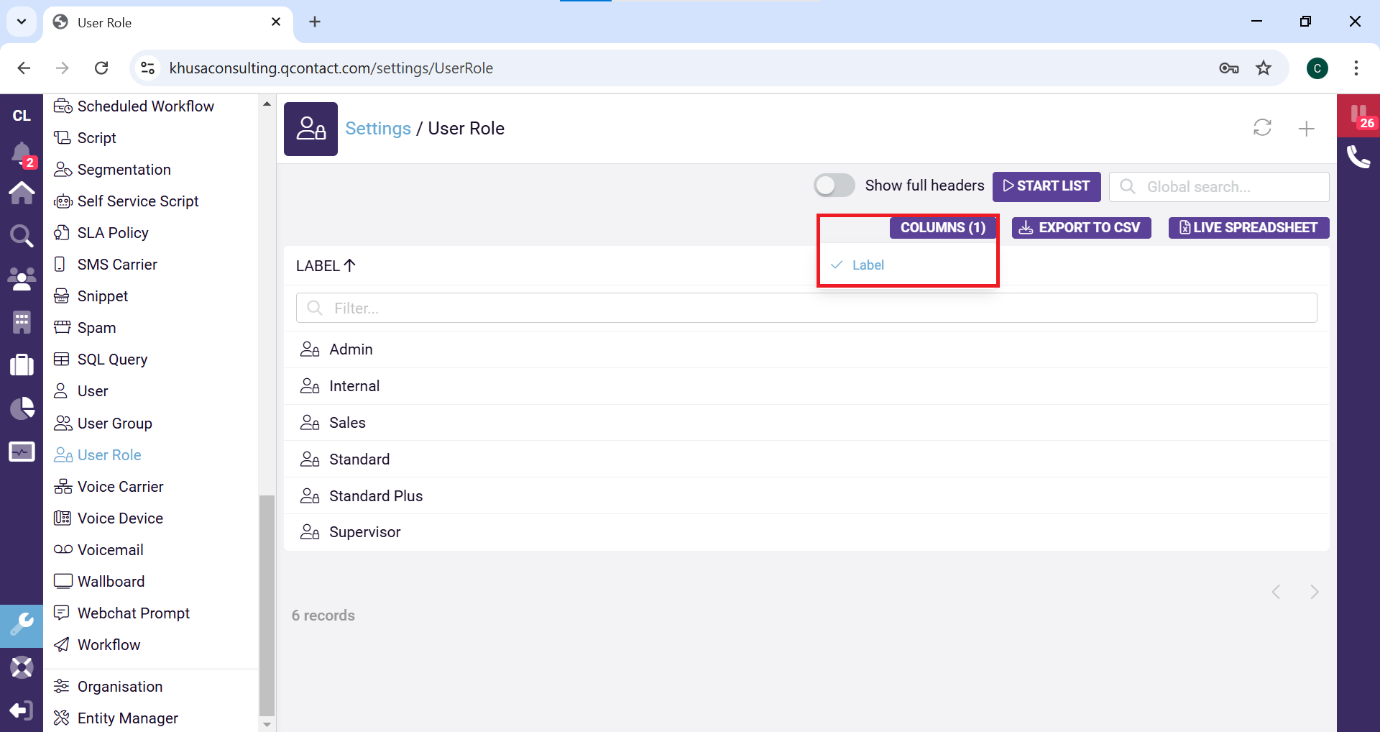 User Role
khusaconsulting.qcontact.com/settings/UserRole
C
CL
2
Scheduled Workflow
Script
Segmentation
Self Service Script
SLA Policy
SMS Carrier
Snippet
Spam
SQL Query
User
User Group
User Role
Voice Carrier
Voice Device
Voicemail
Wallboard
Webchat Prompt
Workflow
Organisation
Entity Manager
Settings / User Role
Show full headers
START LIST
Global search...
COLUMNS (1)
EXPORT TO CSV
LIVE SPREADSHEET
Label
LABEL
Filter...
Admin
Internal
Sales
Standard
Standard Plus
Supervisor
6 records
26